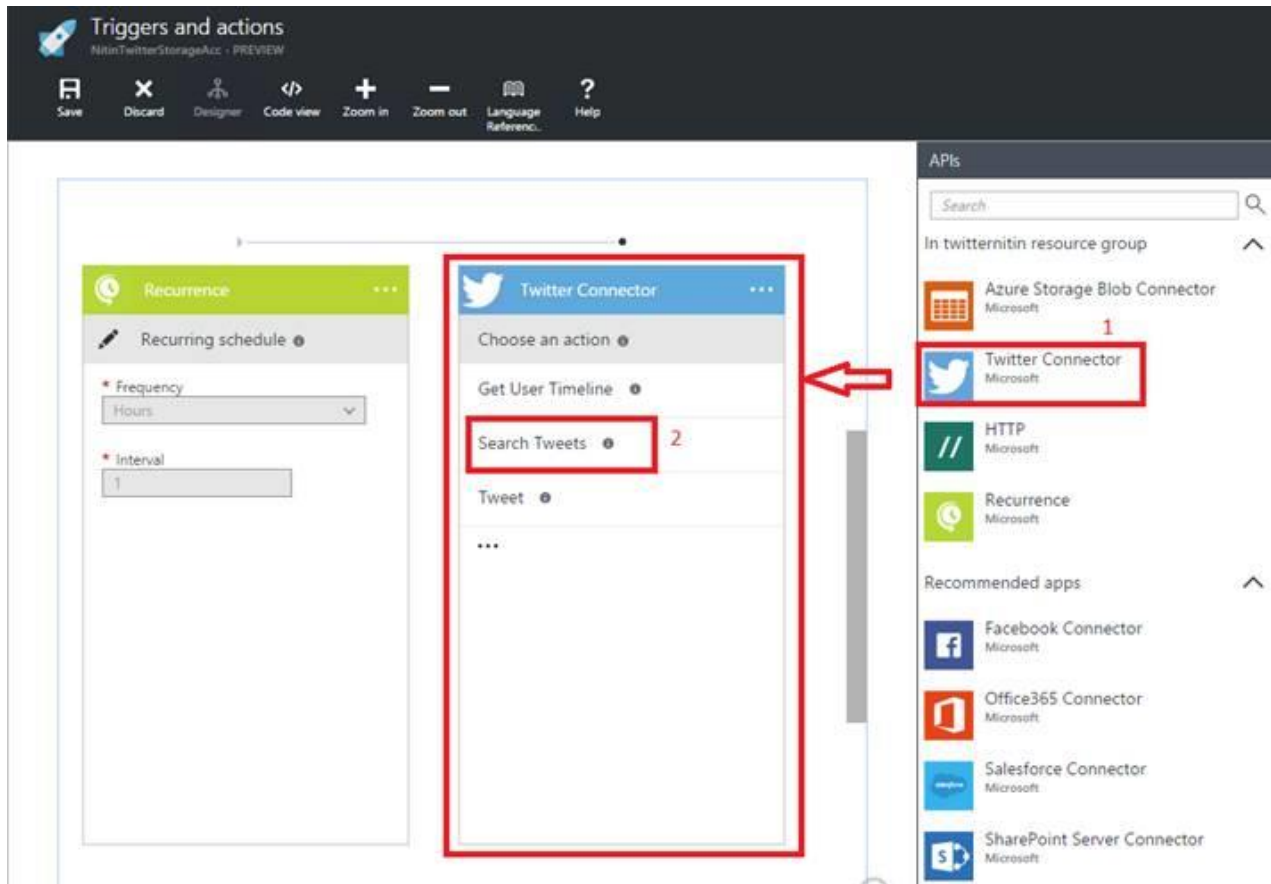 Triggers and actions
NitinTwitterStorageAcc - PREVIEW
Save
Discard
Designer
Code view
Zoom in
Zoom out
Language Referenc..
Help
Recurrence
Recurring schedule
* Frequency
Hours
* Interval
1
Twitter Connector
Choose an action
Get User Timeline
Search Tweets
2
Tweet
APIs
Search
In twitternitin resource group
Azure Storage Blob Connector
Microsoft
1
Twitter Connector
Microsoft
HTTP
Microsoft
Recurrence
Microsoft
Recommended apps
Facebook Connector
Microsoft
Office365 Connector
Microsoft
Salesforce Connector
Microsoft
SharePoint Server Connector
Microsoft